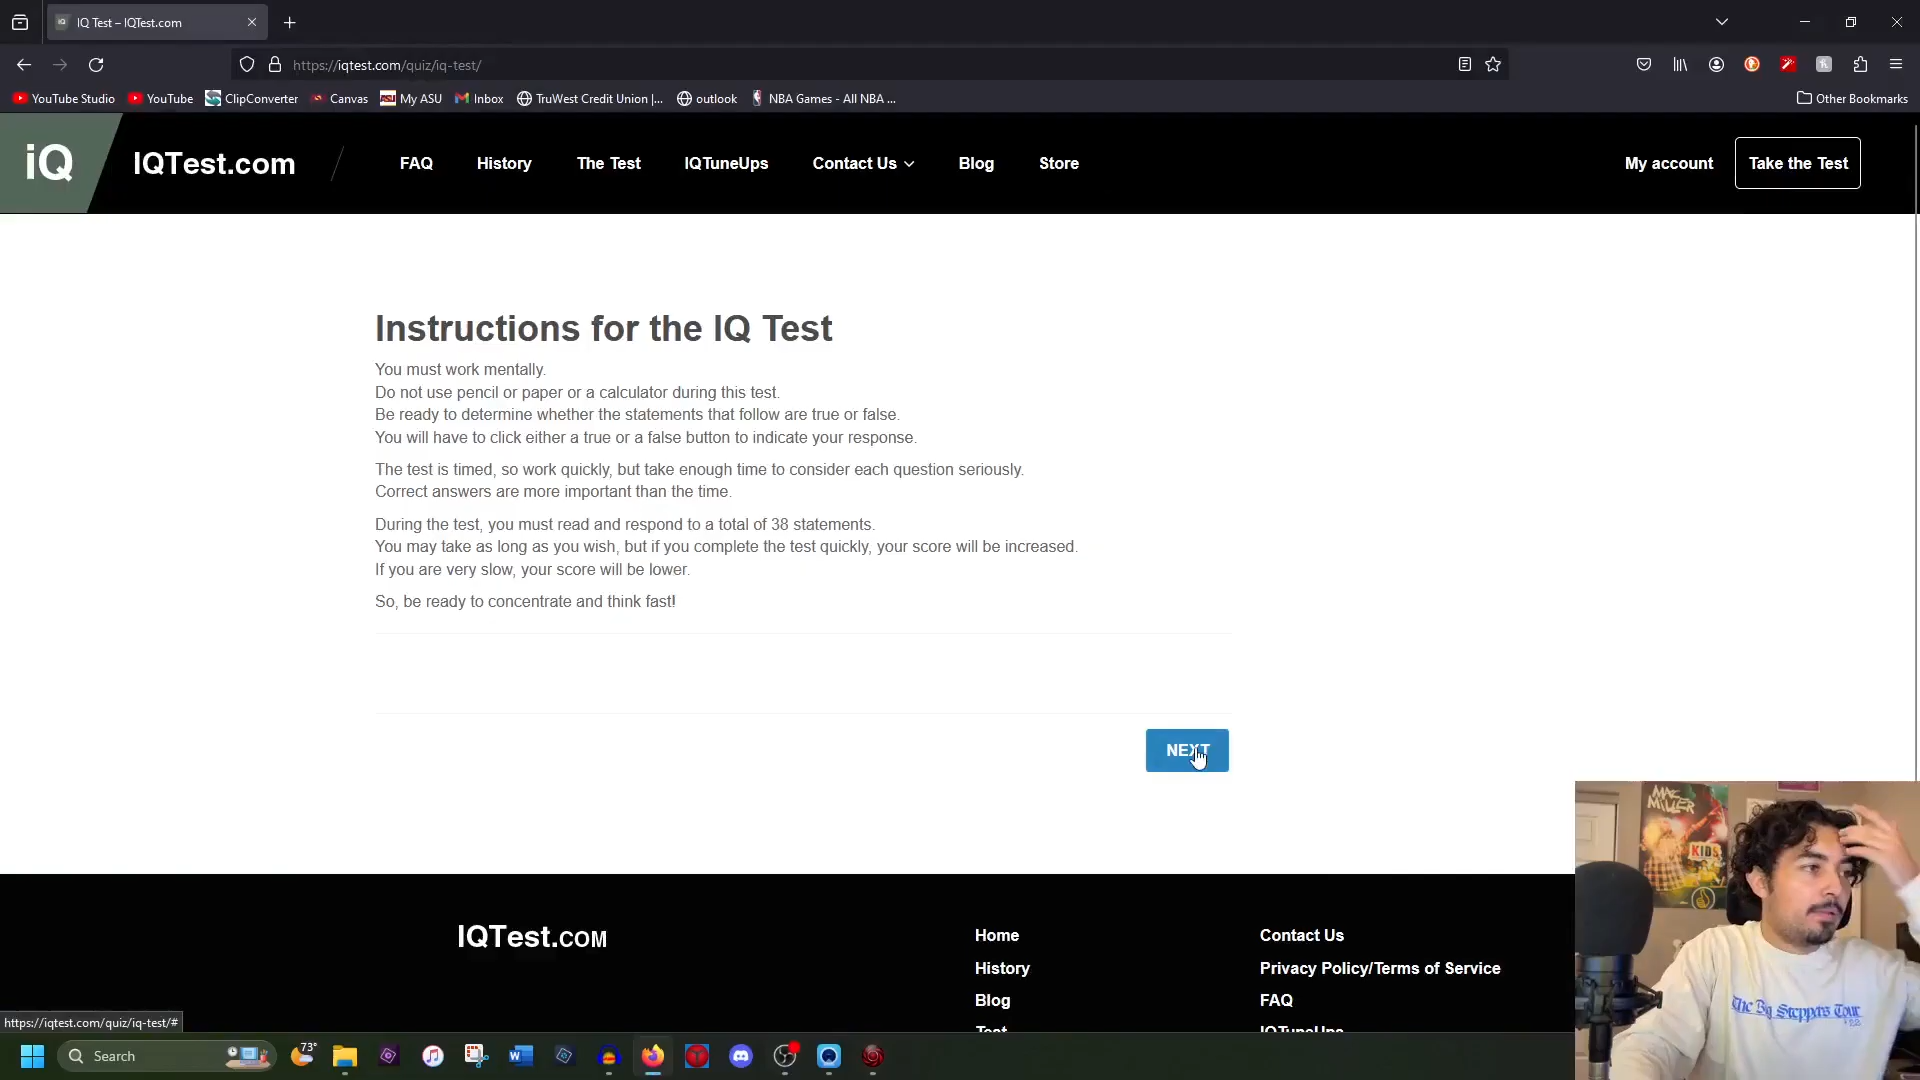 IQ Test – IQTest.com
https://iqtest.com/quiz/iq-test/
YouTube Studio
YouTube
ClipConverter
Canvas
My ASU
Inbox
TruWest Credit Union |...
outlook
NBA Games - All NBA ...
Other Bookmarks
iQ
IQTest.com
FAQ
History
The Test
IQTuneUps
Contact Us
Blog
Store
My account
Take the Test
Instructions for the IQ Test
You must work mentally.
Do not use pencil or paper or a calculator during this test.
Be ready to determine whether the statements that follow are true or false.
You will have to click either a true or a false button to indicate your response.
The test is timed, so work quickly, but take enough time to consider each question seriously.
Correct answers are more important than the time.
During the test, you must read and respond to a total of 38 statements.
You may take as long as you wish, but if you complete the test quickly, your score will be increased.
If you are very slow, your score will be lower.
So, be ready to concentrate and think fast!
NEXT
MAC
MILLER
KIDS
The Big Steppers Tour
IQTest.COM
Home
History
Blog
Test
Contact Us
Privacy Policy/Terms of Service
FAQ
IQTuneUps
https://iqtest.com/quiz/iq-test/#
Search
73°